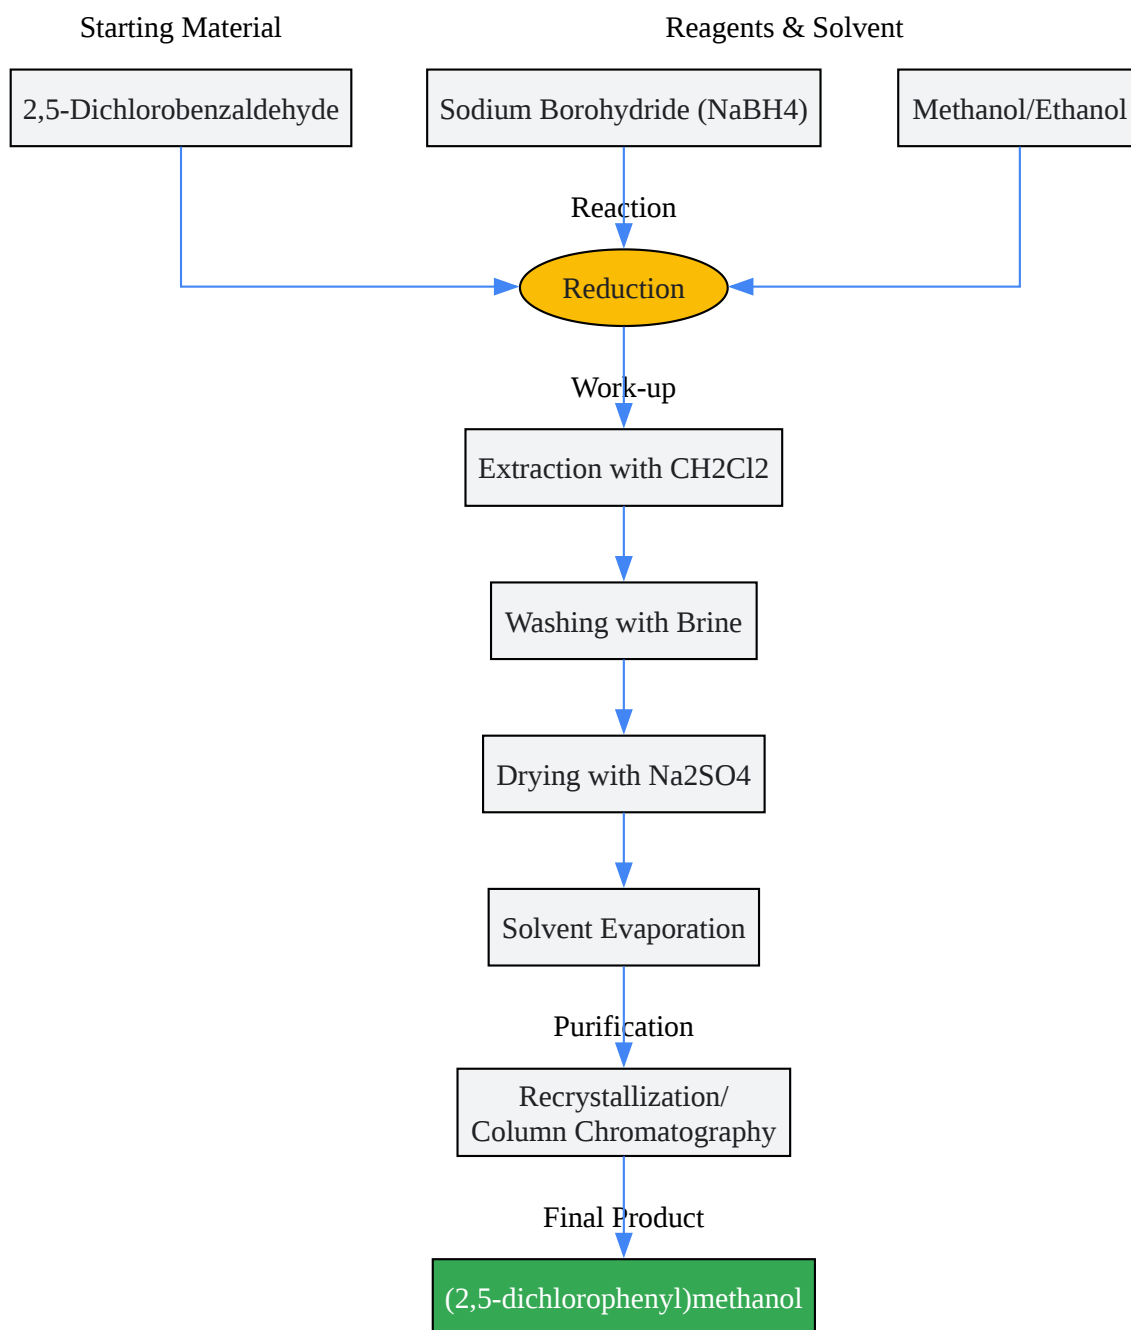 Starting Material
Reagents & Solvent
2,5-Dichlorobenzaldehyde
Sodium Borohydride (NaBH4)
Methanol/Ethanol
Reaction
Reduction
Work-up
Extraction with CH2Cl2
Washing with Brine
Drying with Na2SO4
Solvent Evaporation
Purification
Recrystallization/
Column Chromatography
Final Product
(2,5-dichlorophenyl)methanol